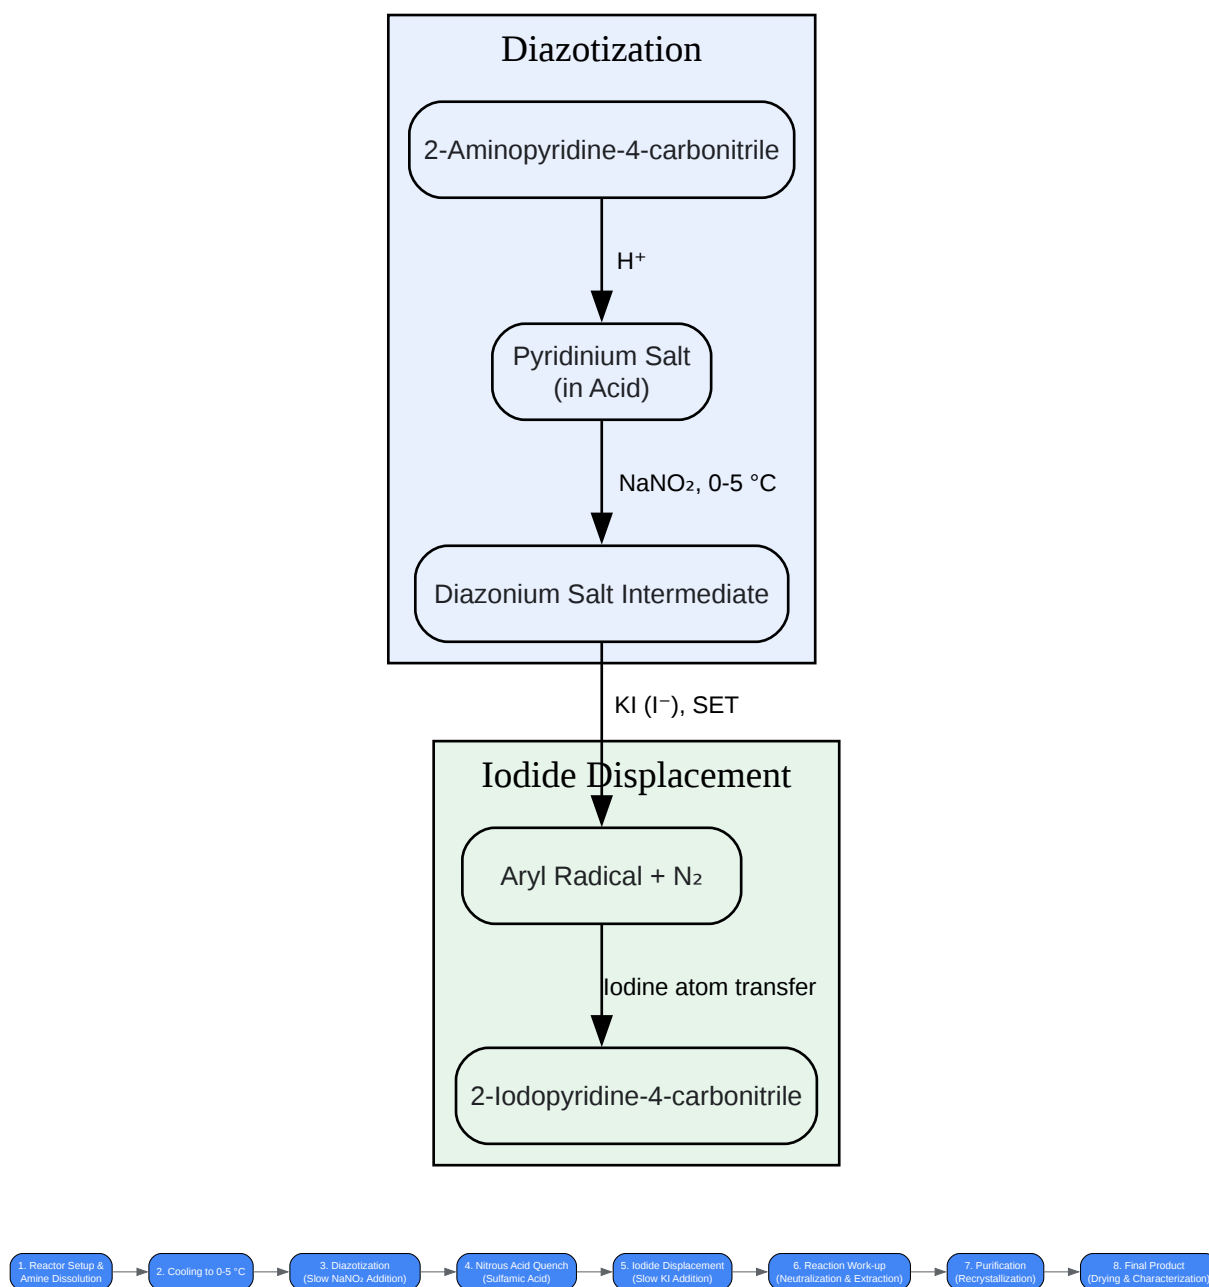 Diazotization
2-Aminopyridine-4-carbonitrile
H⁺
Pyridinium Salt
(in Acid)
NaNO₂, 0-5 °C
Diazonium Salt Intermediate
KI (I⁻), SET
Iodide Displacement
Aryl Radical + N₂
Iodine atom transfer
2-Iodopyridine-4-carbonitrile
1. Reactor Setup &
Amine Dissolution
2. Cooling to 0-5 °C
3. Diazotization
(Slow NaNO₂ Addition)
4. Nitrous Acid Quench
(Sulfamic Acid)
5. Iodide Displacement
(Slow KI Addition)
6. Reaction Work-up
(Neutralization & Extraction)
7. Purification
(Recrystallization)
8. Final Product
(Drying & Characterization)